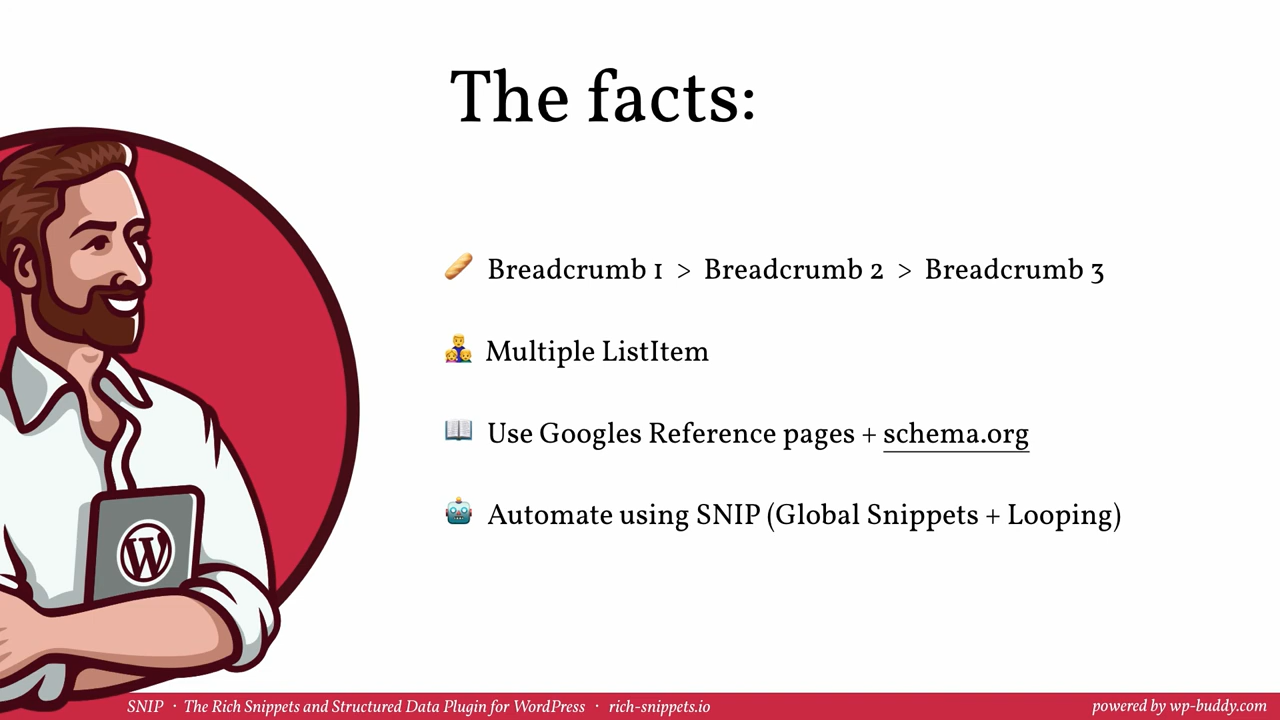 The facts:
🥖 Breadcrumb 1 > Breadcrumb 2 > Breadcrumb 3
👨‍👧‍👦 Multiple ListItem
📖 Use Googles Reference pages + schema.org
🤖 Automate using SNIP (Global Snippets + Looping)
SNIP · The Rich Snippets and Structured Data Plugin for WordPress · rich-snippets.io
powered by wp-buddy.com